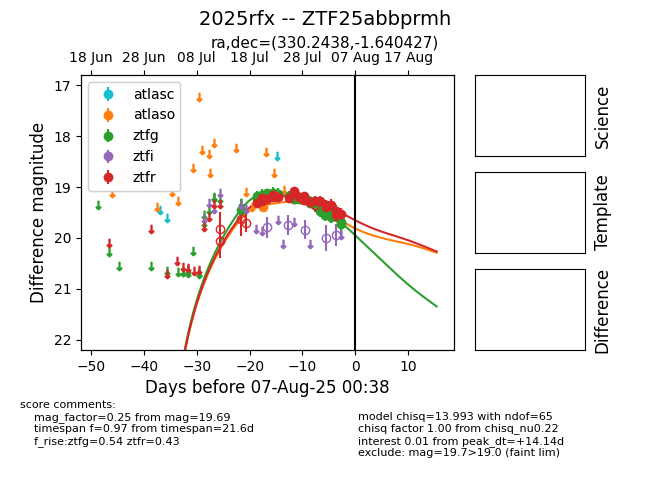 2025rfx -- ZTF25abbprmh
ra,dec=(330.2438,-1.640427)
18 Jun 28 Jun 08 Jul 18 Jul 28 Jul 07 Aug 17 Aug
17
18
19
20
21
22
Difference magnitude
atlasc
atlaso
ztfg
ztfi
ztfr
−50 −40 −30 −20 −10 0 10
Days before 07-Aug-25 00:38
Science
Template
Difference
score comments:
mag_factor=0.25 from mag=19.69
timespan f=0.97 from timespan=21.6d
f_rise:ztfg=0.54 ztfr=0.43
model chisq=13.993 with ndof=65
chisq factor 1.00 from chisq_nu0.22
interest 0.01 from peak_dt=+14.14d
exclude: mag=19.7>19.0 (faint lim)